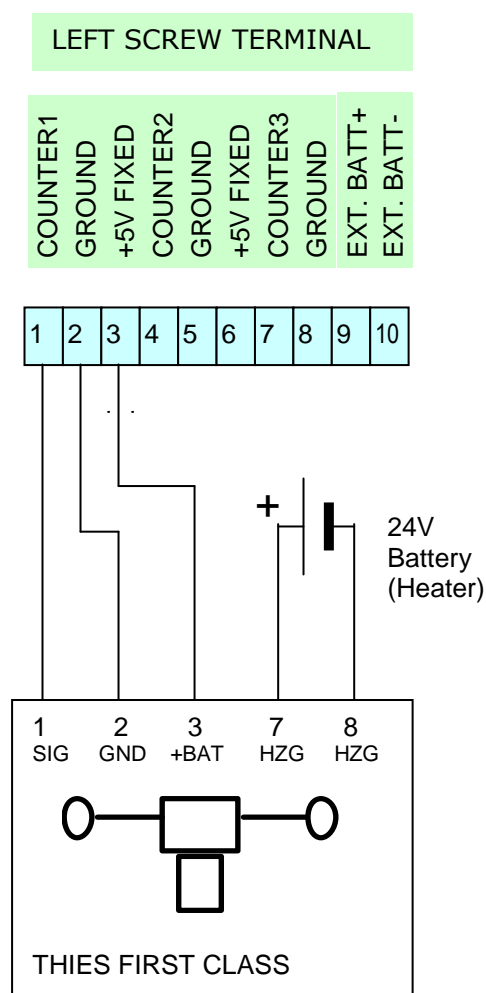 LEFT SCREW TERMINAL
COUNTER1
GROUND
+5V FIXED
COUNTER2
GROUND
+5V FIXED
COUNTER3
GROUND
EXT. BATT+
EXT. BATT-
1 2 3 4 5 6 7 8 9 10
+
24V
Battery
(Heater)
1 2 3 7 8
SIG GND +BAT HZG HZG
THIES FIRST CLASS